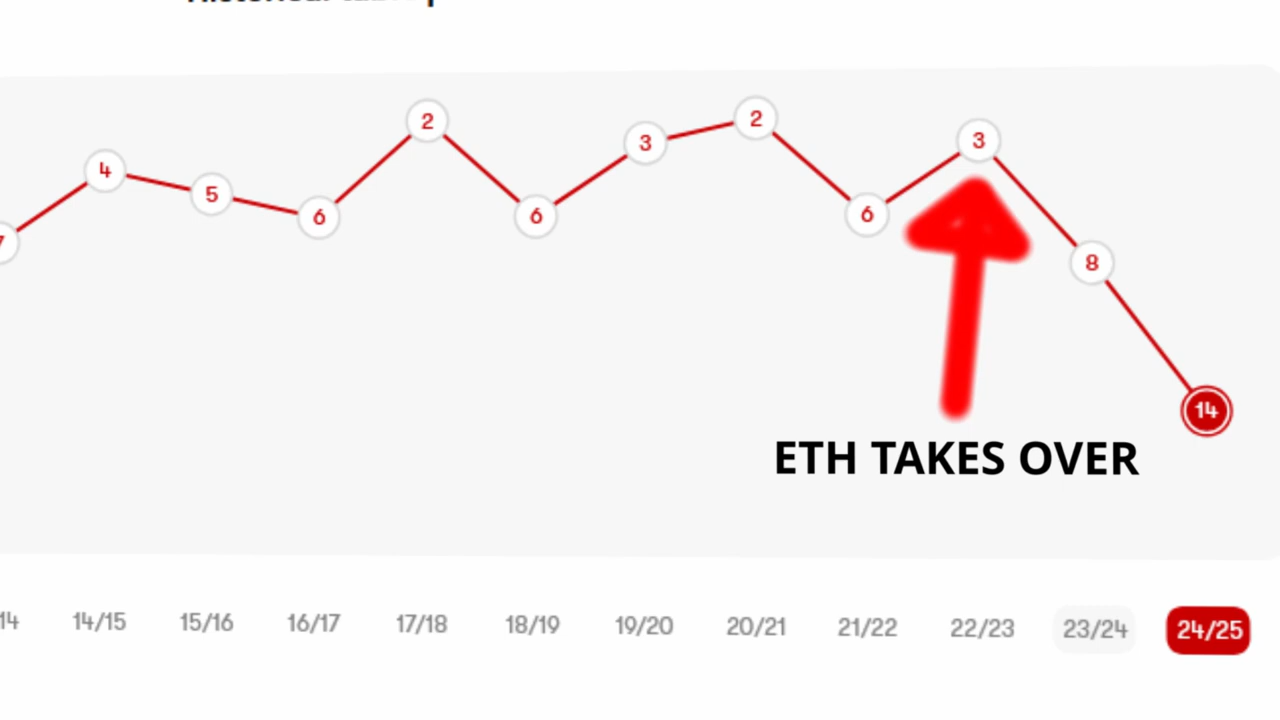 2 2
3 3
4
5
6 6 6
8
14
ETH TAKES OVER
14/15 15/16 16/17 17/18 18/19 19/20 20/21 21/22 22/23 23/24 24/25